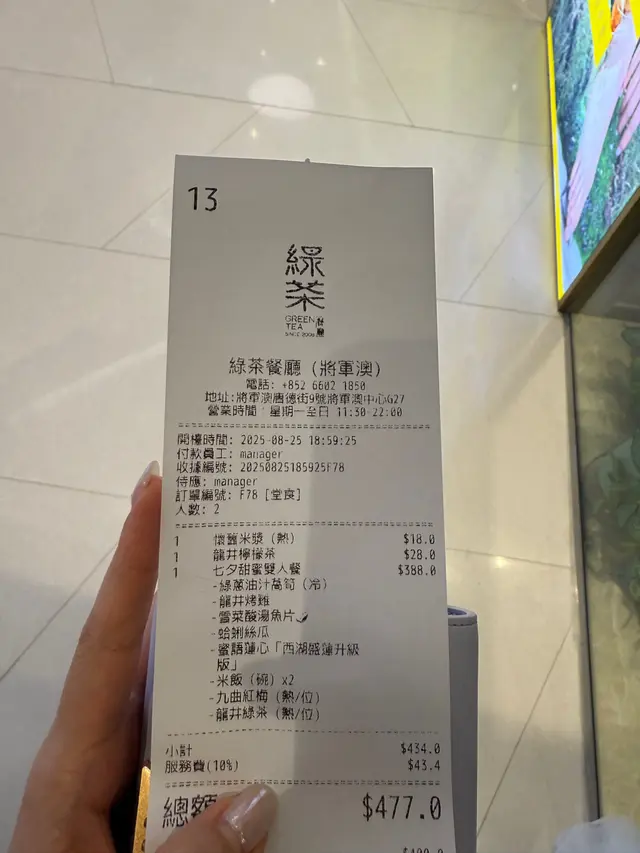 13
綠
茶
GREEN
TEA
SINCE 2008
餐廳
綠茶餐廳 (將軍澳)
電話: +852 6602 1850
地址:將軍澳唐德街9號將軍澳中心G27
營業時間: 星期一至日 11:30-22:00
開檯時間: 2025-08-25 18:59:25
付款員工: manager
收據編號: 20250825185925F78
侍應: manager
訂單編號: F78 [堂食]
人數: 2
1 懷舊米漿 (熱) $18.0
1 龍井檸檬茶 $28.0
1 七夕甜蜜雙人餐 $388.0
-綠蔥油汁萵筍 (冷)
-龍井烤雞
-雪菜酸湯魚片🌶
-蛤蜊絲瓜
-蜜語蓮心「西湖盛蓮升級
版」
-米飯 (碗) x2
-九曲紅梅 (熱/位)
-龍井綠茶 (熱/位)
小計 $434.0
服務費(10%) $43.4
總額 $477.0